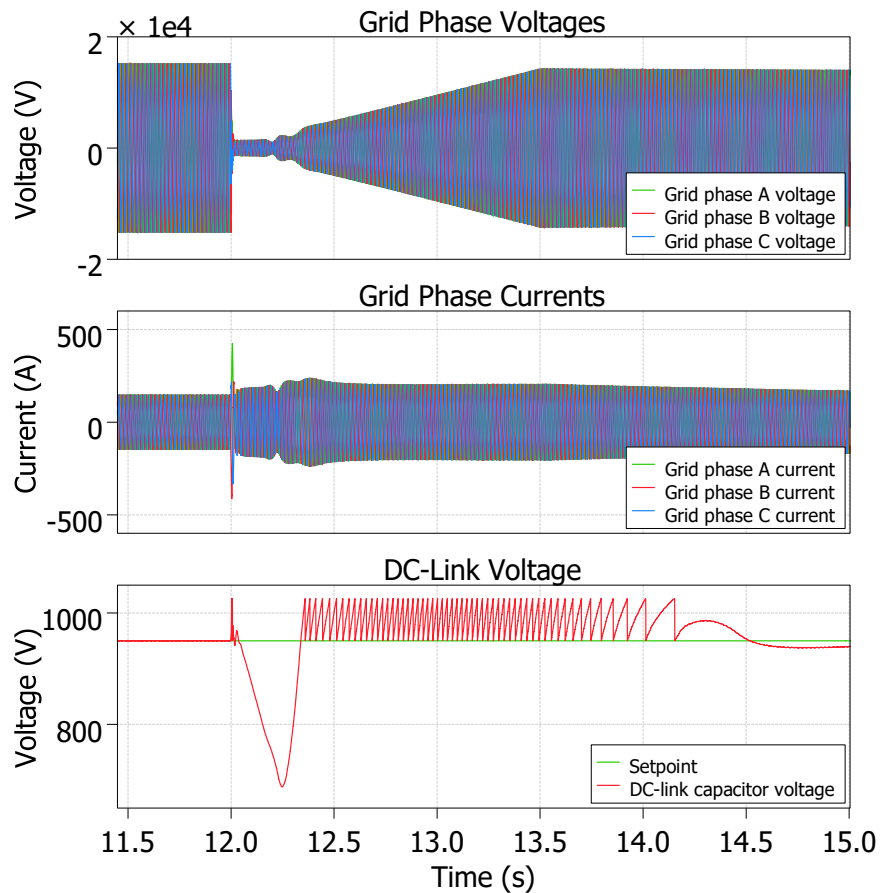 Grid Phase Voltages
× 1e4
2
0
-2
Voltage (V)
Grid phase A voltage
Grid phase B voltage
Grid phase C voltage
Grid Phase Currents
500
0
-500
Current (A)
Grid phase A current
Grid phase B current
Grid phase C current
DC-Link Voltage
1000
800
Voltage (V)
Setpoint
DC-link capacitor voltage
11.5 12.0 12.5 13.0 13.5 14.0 14.5 15.0
Time (s)